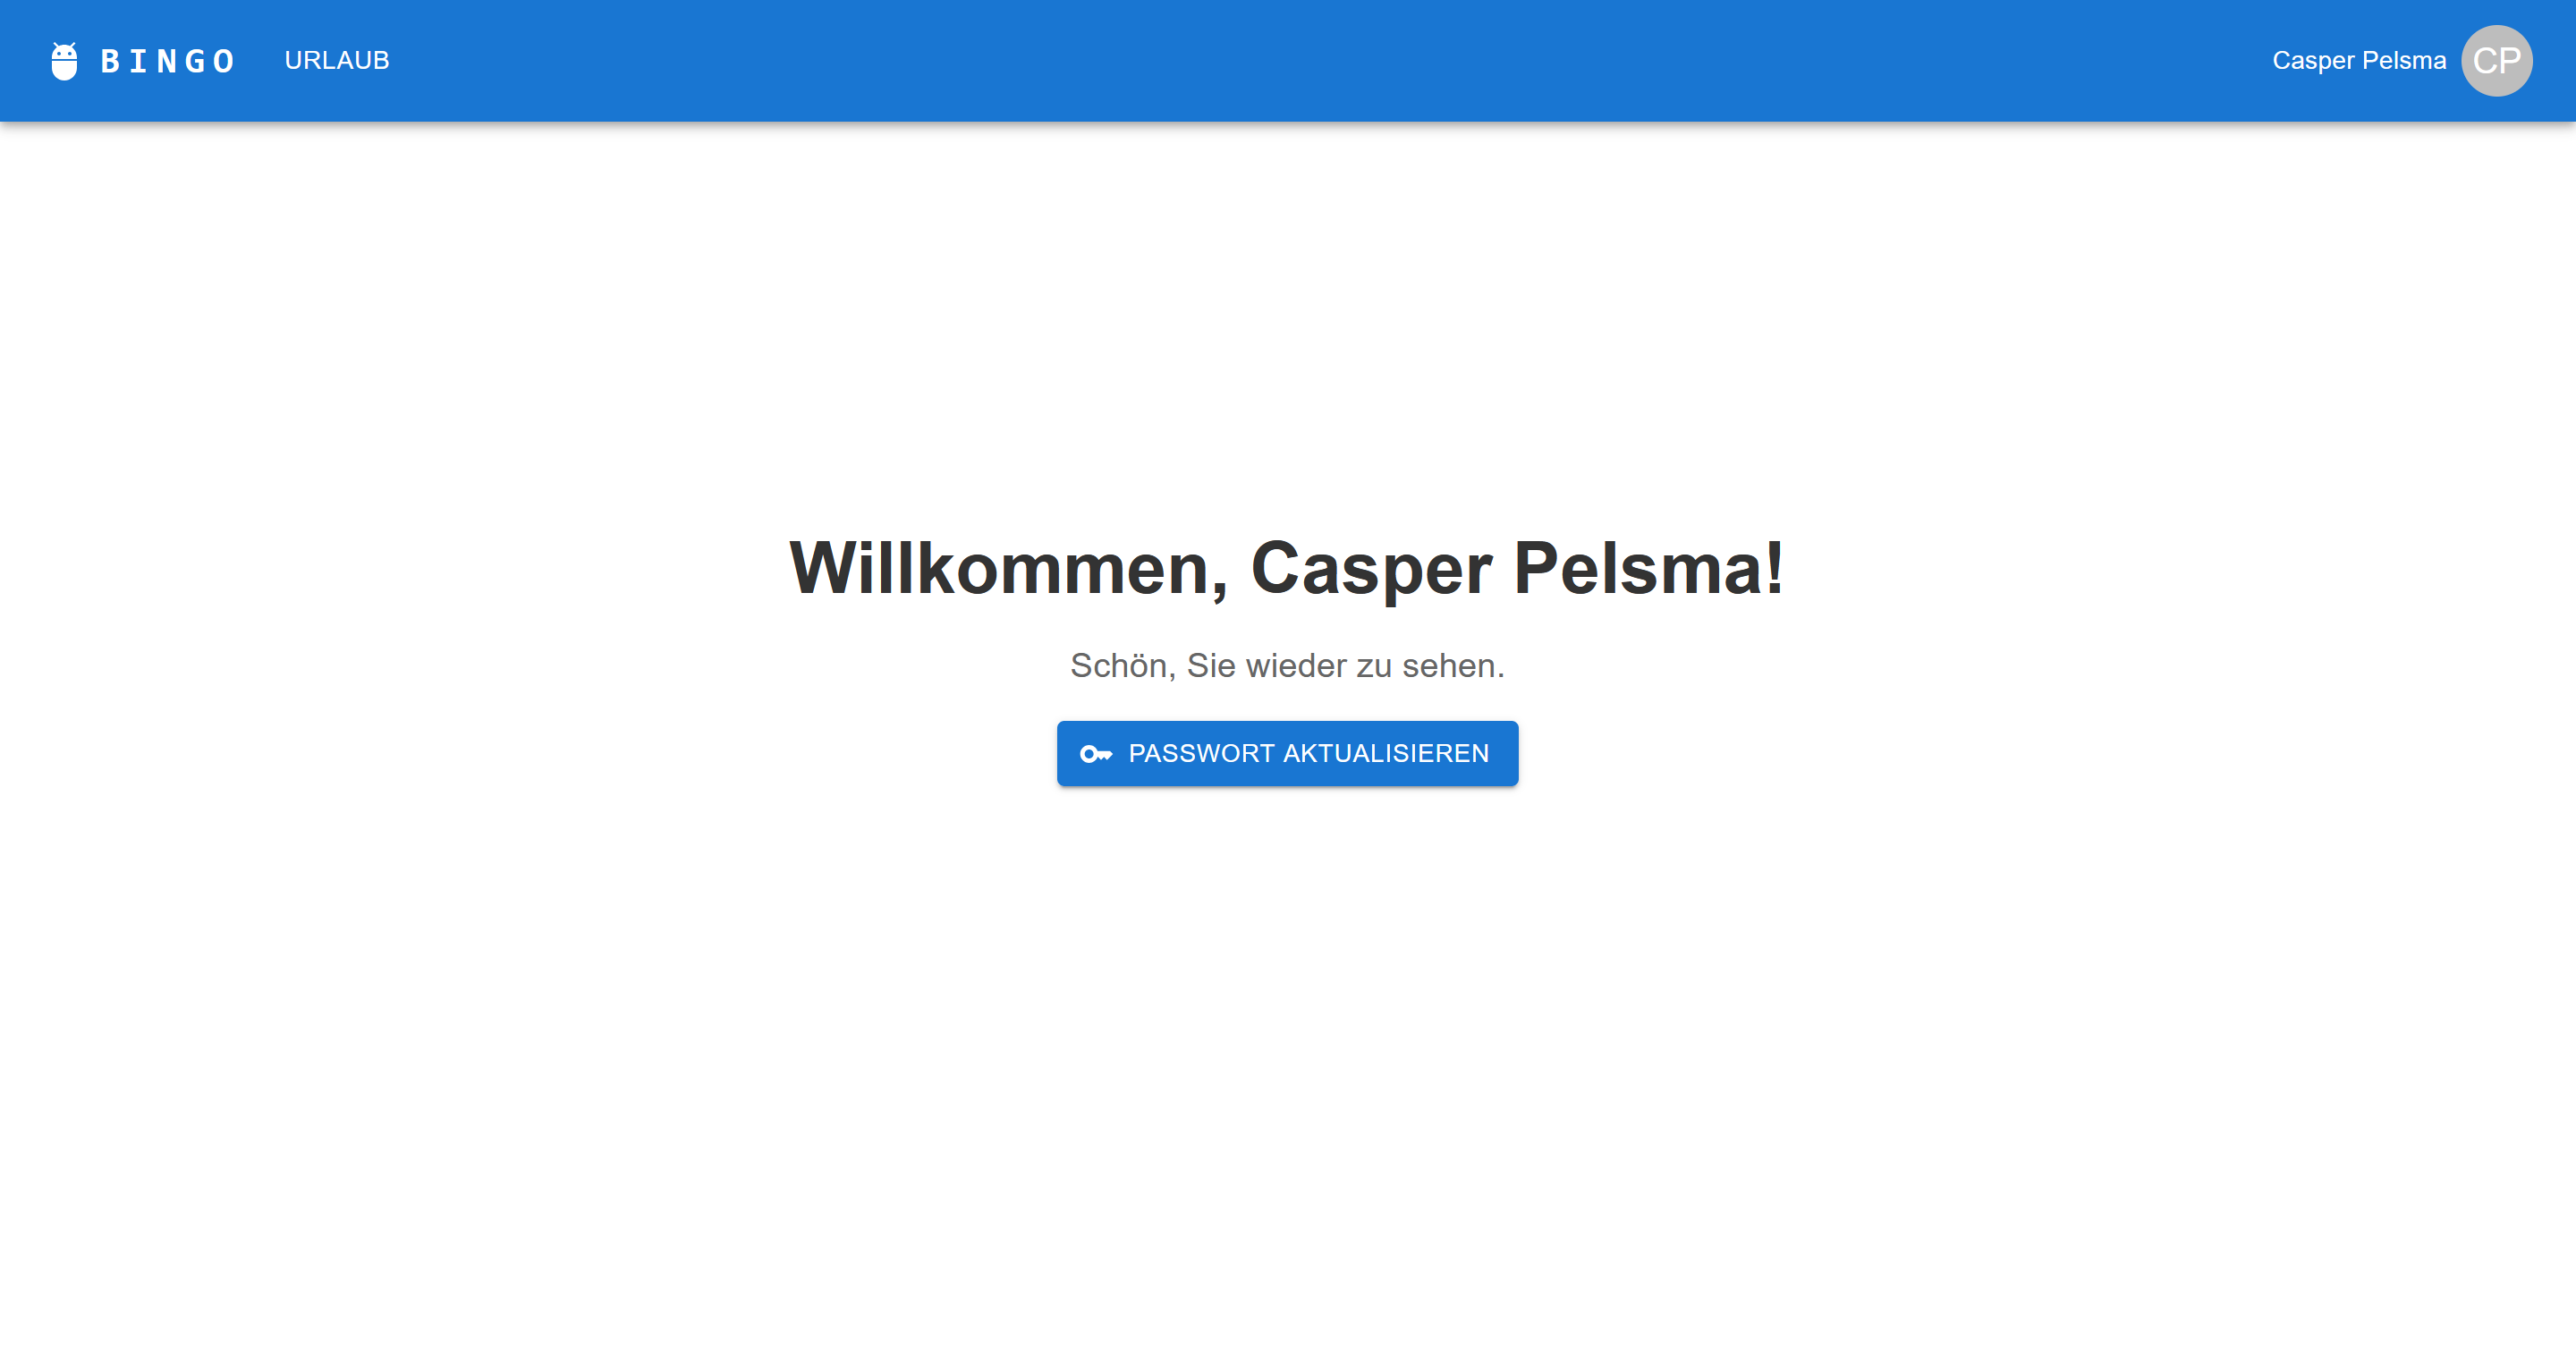 BINGO URLAUB Casper Pelsma CP
Willkommen, Casper Pelsma!
Schön, Sie wieder zu sehen.
PASSWORT AKTUALISIEREN